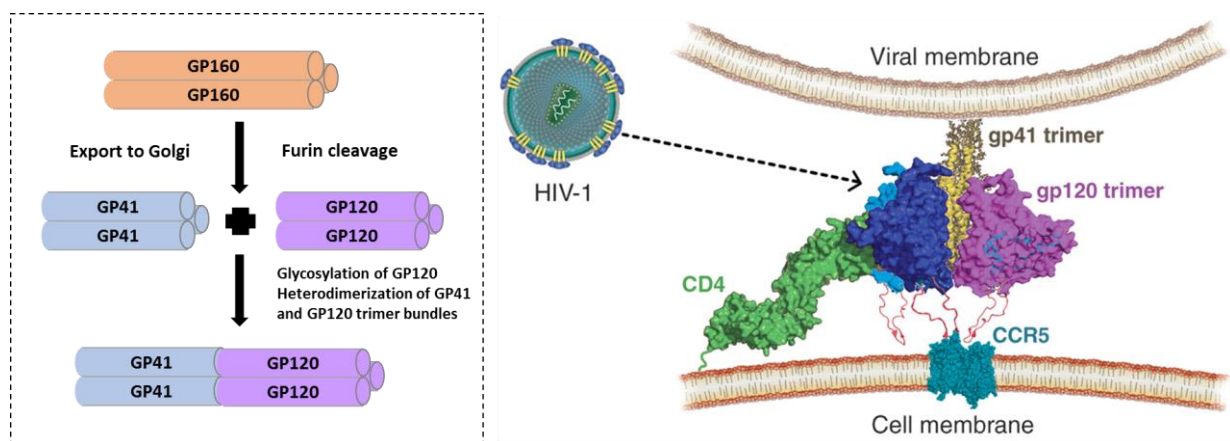 GP160
GP160
Export to Golgi
Furin cleavage
GP41
GP41
GP120
GP120
Glycosylation of GP120
Heterodimerization of GP41
and GP120 trimer bundles
GP41
GP120
GP41
GP120
HIV-1
Viral membrane
gp41 trimer
gp120 trimer
CD4
CCR5
Cell membrane